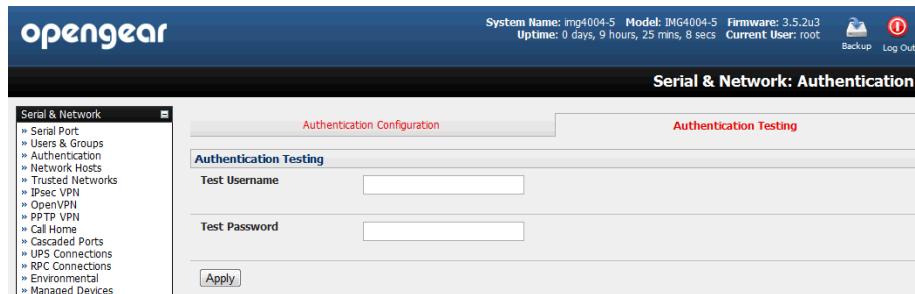 opengear
System Name: img4004-5 Model: IMG4004-5 Firmware: 3.5.2u3
Uptime: 0 days, 9 hours, 25 mins, 8 secs Current User: root
Backup
Log Out
Serial & Network: Authentication
Serial & Network
» Serial Port
» Users & Groups
» Authentication
» Network Hosts
» Trusted Networks
» IPsec VPN
» OpenVPN
» PPTP VPN
» Call Home
» Cascaded Ports
» UPS Connections
» RPC Connections
» Environmental
» Managed Devices
Authentication Configuration
Authentication Testing
Authentication Testing
Test Username
Test Password
Apply